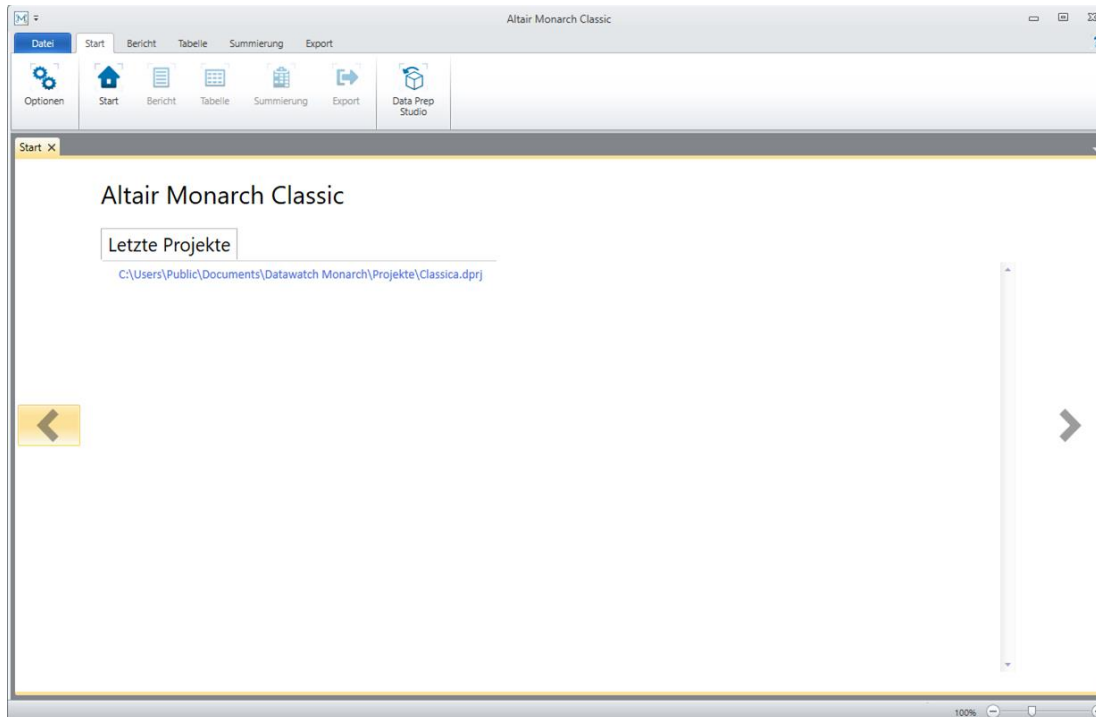 Altair Monarch Classic
Datei Start Bericht Tabelle Summierung Export
Optionen Start Bericht Tabelle Summierung Export Data Prep Studio
Start
Altair Monarch Classic
Letzte Projekte
C:\Users\Public\Documents\Datawatch Monarch\Projekte\Classica.dprj
100%